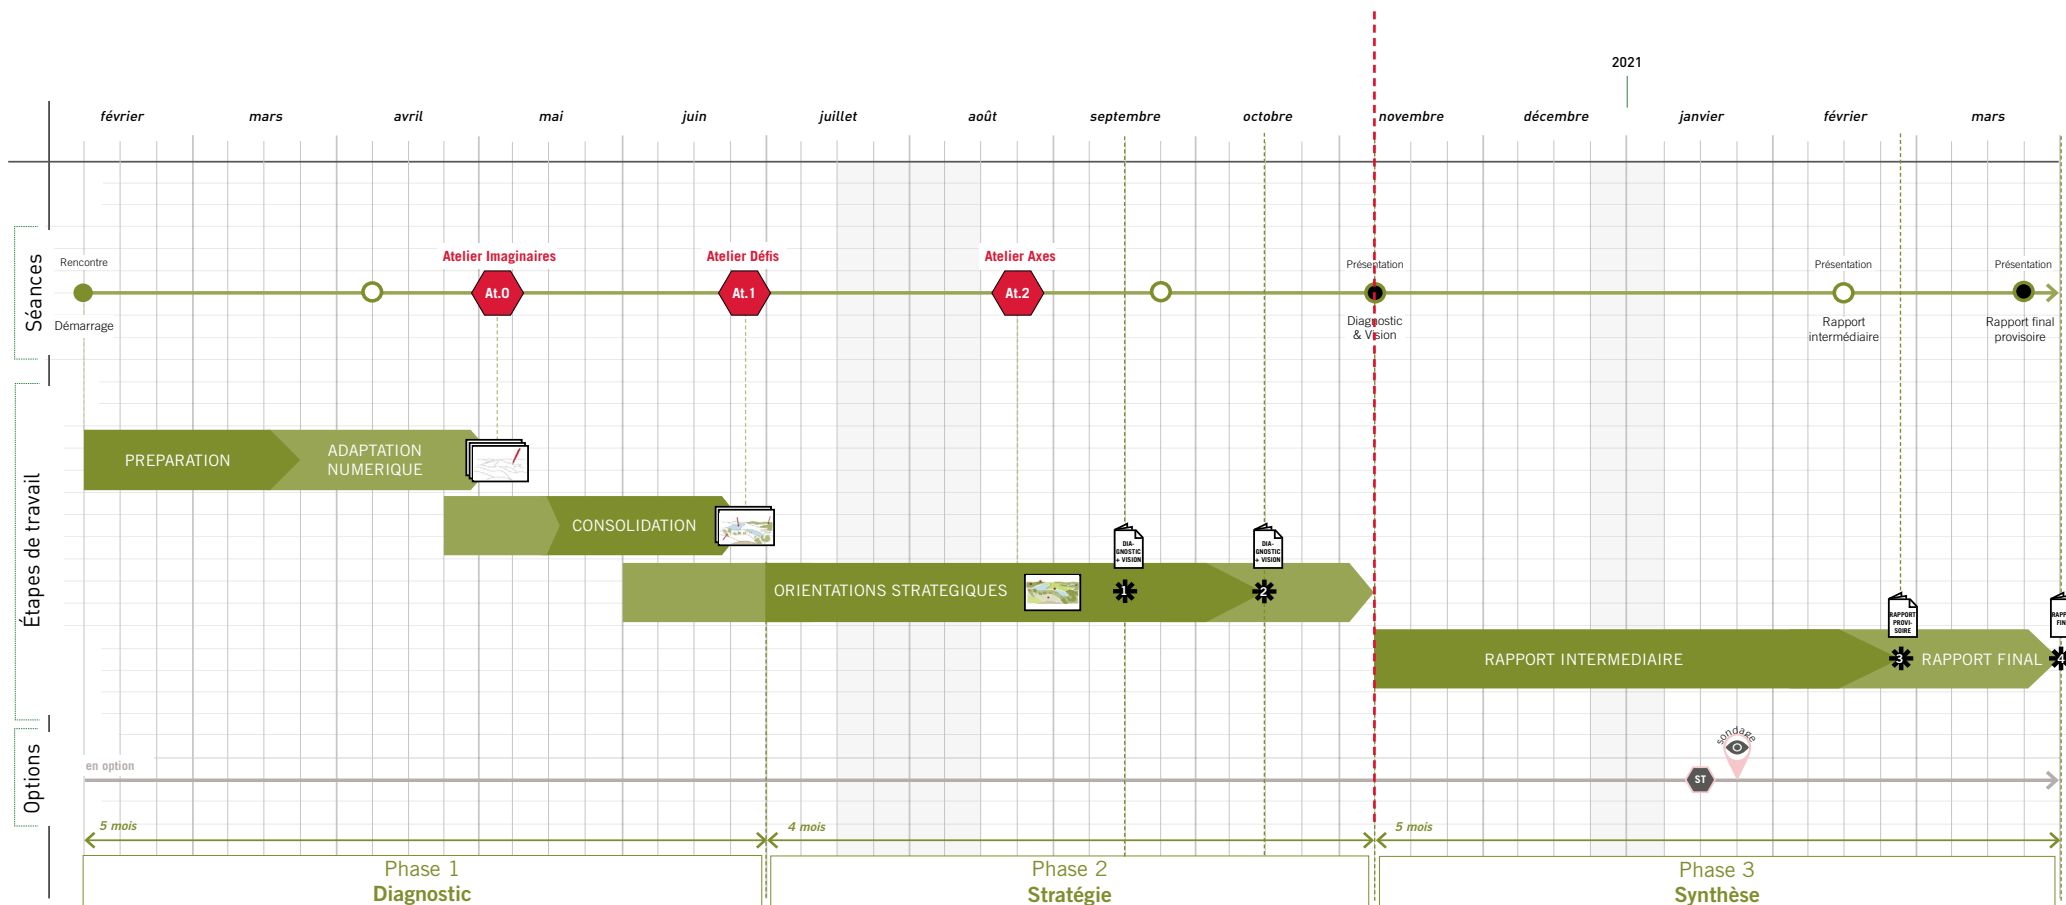 2021
février mars avril mai juin juillet août septembre octobre novembre décembre janvier février mars
Séances
Rencontre
Démarrage
Atelier Imaginaires
At.0
Atelier Défis
At.1
Atelier Axes
At.2
Présentation
Diagnostic
& Vision
Présentation
Rapport
intermédiaire
Présentation
Rapport final
provisoire
Étapes de travail
PREPARATION
ADAPTATION
NUMERIQUE
CONSOLIDATION
ORIENTATIONS STRATEGIQUES
DIA-
GNOSTIC
+ VISION
1
DIA-
GNOSTIC
+ VISION
2
RAPPORT INTERMEDIAIRE
RAPPORT
PROVI-
SOIRE
3
RAPPORT FINAL
RAPP
FIN
4
Options
en option
ST
sondage
5 mois
4 mois
5 mois
Phase 1
Diagnostic
Phase 2
Stratégie
Phase 3
Synthèse